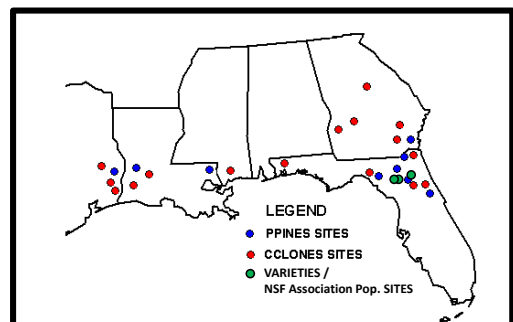 LEGEND
PPINES SITES
CCLONES SITES
VARIETIES /
NSF Association Pop. SITES